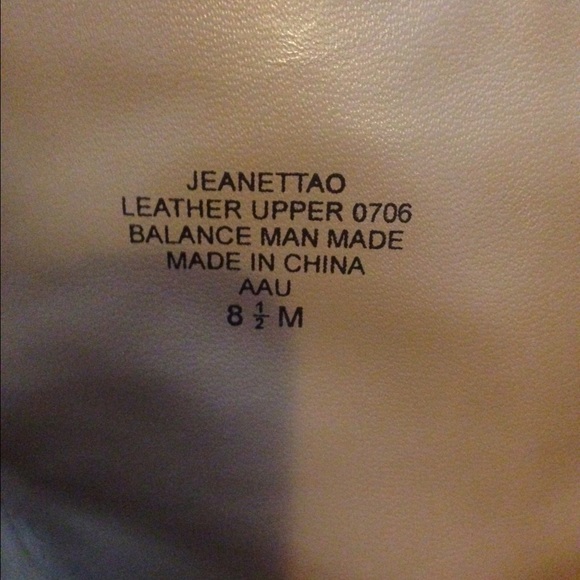 JEANETTAO
LEATHER UPPER 0706
BALANCE MAN MADE
MADE IN CHINA
AAU
8 ½ M